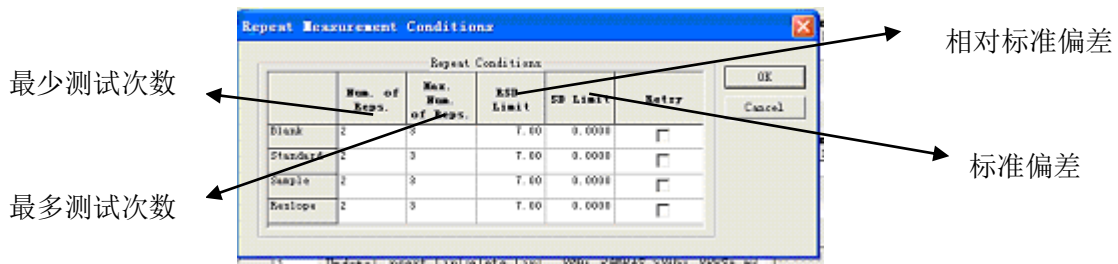 Repeat Measurement Conditions
相对标准偏差
Repeat Conditions
最少测试次数
Num. of Reps.
Max. Num. of Reps.
RSD Limit
SD Limit
Retry
OK
Cancel
Blank 2 3 7.00 0.0000
Standard 2 3 7.00 0.0000
标准偏差
Sample 2 3 7.00 0.0000
最多测试次数
Reslope 2 3 7.00 0.0000